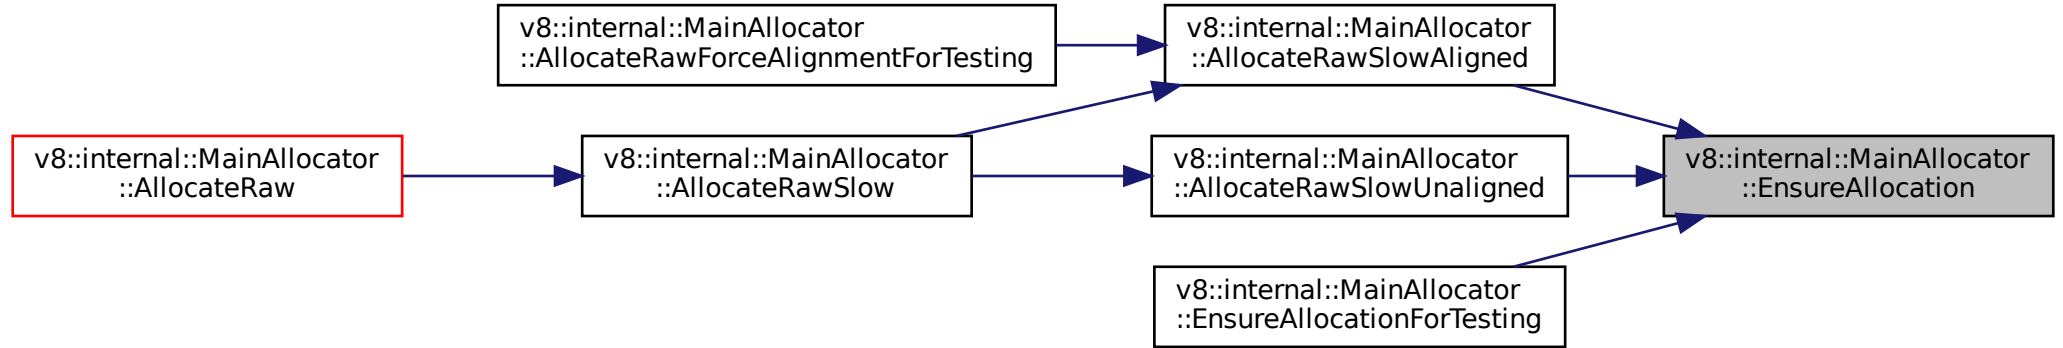 v8::internal::MainAllocator
::AllocateRawForceAlignmentForTesting
v8::internal::MainAllocator
::AllocateRawSlowAligned
v8::internal::MainAllocator
::AllocateRaw
v8::internal::MainAllocator
::AllocateRawSlow
v8::internal::MainAllocator
::AllocateRawSlowUnaligned
v8::internal::MainAllocator
::EnsureAllocation
v8::internal::MainAllocator
::EnsureAllocationForTesting